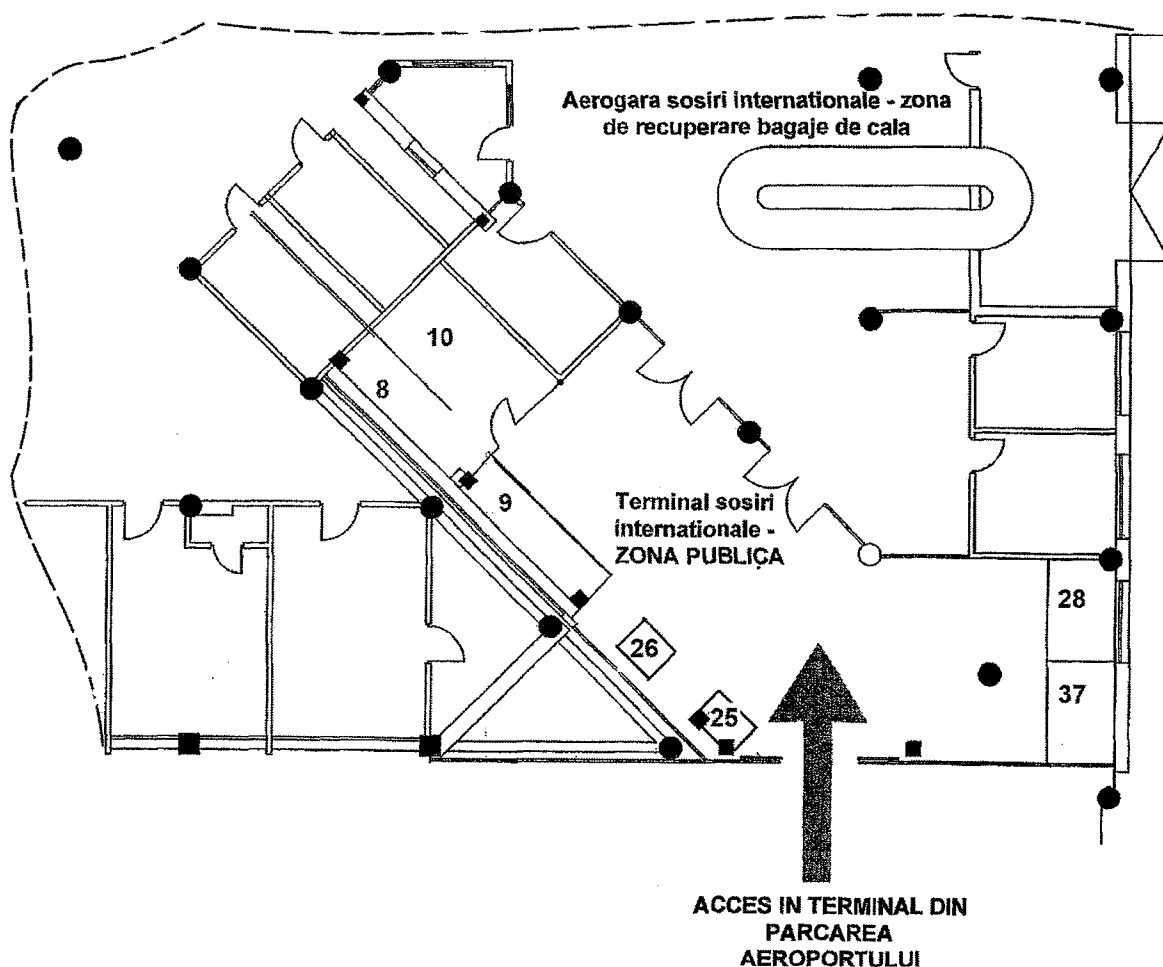 Aerogara sosiri internationale - zona
de recuperare bagaje de cala
10
8
9
Terminal sosiri
internationale -
ZONA PUBLICA
28
26
37
25
ACCES IN TERMINAL DIN
PARCAREA
AEROPORTULUI